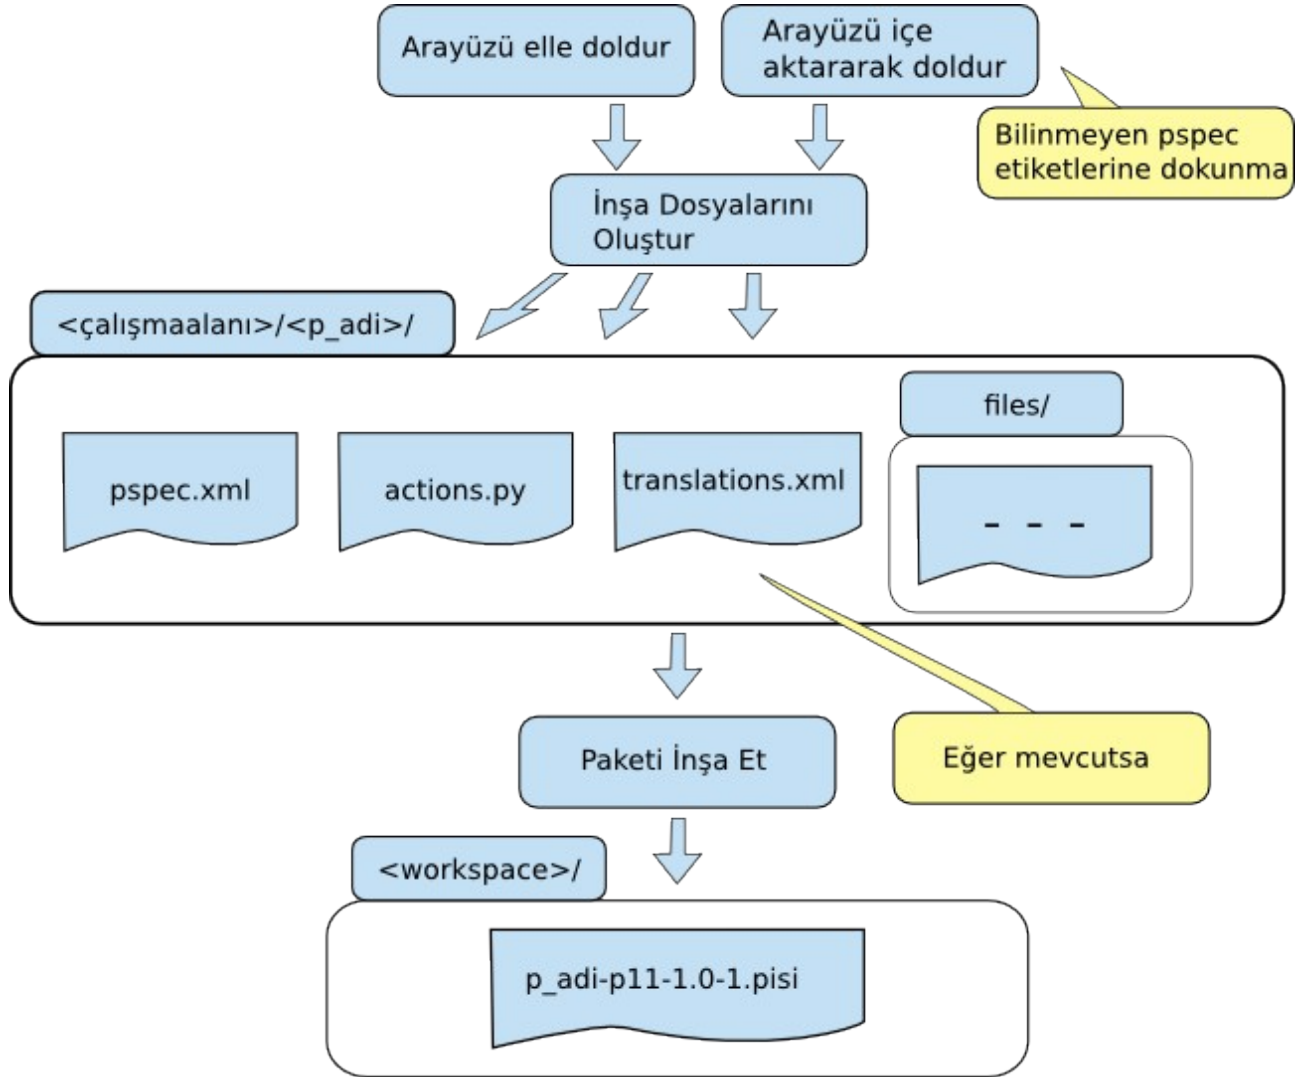 Arayüzü elle doldur
Arayüzü içe
aktararak doldur
Bilinmeyen pspec
etiketlerine dokunma
İnşa Dosyalarını
Oluştur
<çalışmaalanı>/<p_adi>/
files/
pspec.xml
actions.py
translations.xml
- - -
Paketi İnşa Et
Eğer mevcutsa
<workspace>/
p_adi-p11-1.0-1.pisi